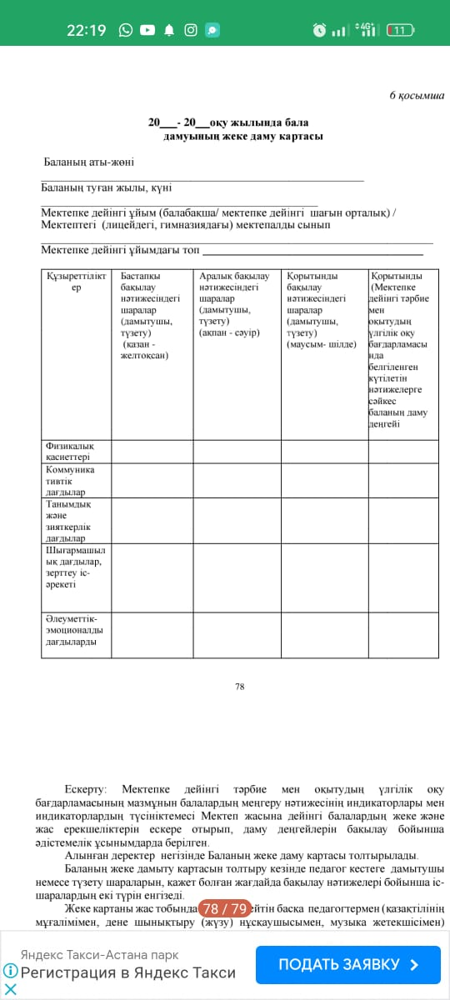 22:19
4G+
11
6 қосымша
20___- 20___оқу жылында бала
дамуының жеке даму картасы
Баланың аты-жөні
Баланың туған жылы, күні
Мектепке дейінгі ұйым (балабақша/ мектепке дейінгі шағын орталық) /
Мектептегі (лицейдегі, гимназиядағы) мектепалды сынып
Мектепке дейінгі ұйымдағы топ
Құзыреттілікт
ер
Бастапқы
бақылау
нәтижесіндегі
шаралар
(дамытушы,
түзету)
(қазан -
желтоқсан)
Аралық бақылау
нәтижесіндегі
шаралар
(дамытушы,
түзету)
(ақпан - сәуір)
Қорытынды
бақылау
нәтижесіндегі
шаралар
(дамытушы,
түзету)
(маусым- шілде)
Қорытынды
(Мектепке
дейінгі тәрбие
мен
оқытудың
үлгілік оқу
бағдарламасы
нда
белгіленген
күтілетін
нәтижелерге
сәйкес
баланың даму
деңгейі
Физикалық
қасиеттері
Коммуника
тивтік
дағдылар
Танымдық
және
зияткерлік
дағдылар
Шығармашыл
ық дағдылар,
зерттеу іс-
әрекеті
Әлеуметтік-
эмоционалды
дағдыларды
78
Ескерту: Мектепке дейінгі тәрбие мен оқытудың үлгілік оқу
бағдарламасының мазмұнын балалардың меңгеру нәтижесінің индикаторлары мен
индикаторлардың түсініктемесі Мектеп жасына дейінгі балалардың жеке және
жас ерекшеліктерін ескере отырып, даму деңгейлерін бақылау бойынша
әдістемелік ұсынымдарда берілген.
Алынған деректер негізінде Баланың жеке даму картасы толтырылады.
Баланың жеке дамыту картасын толтыру кезінде педагог кестеге дамытушы
немесе түзету шараларын, қажет болған жағдайда бақылау нәтижелері бойынша іс-
шаралардың екі түрін енгізеді.
Жеке картаны жас тобында 78 / 79 ейтін басқа педагогтермен (қазақтілінің
мұғалімімен, дене шынықтыру (жүзу) нұсқаушысымен, музыка жетекшісімен)
Яндекс Такси-Астана парк
Регистрация в Яндекс Такси
ПОДАТЬ ЗАЯВКУ